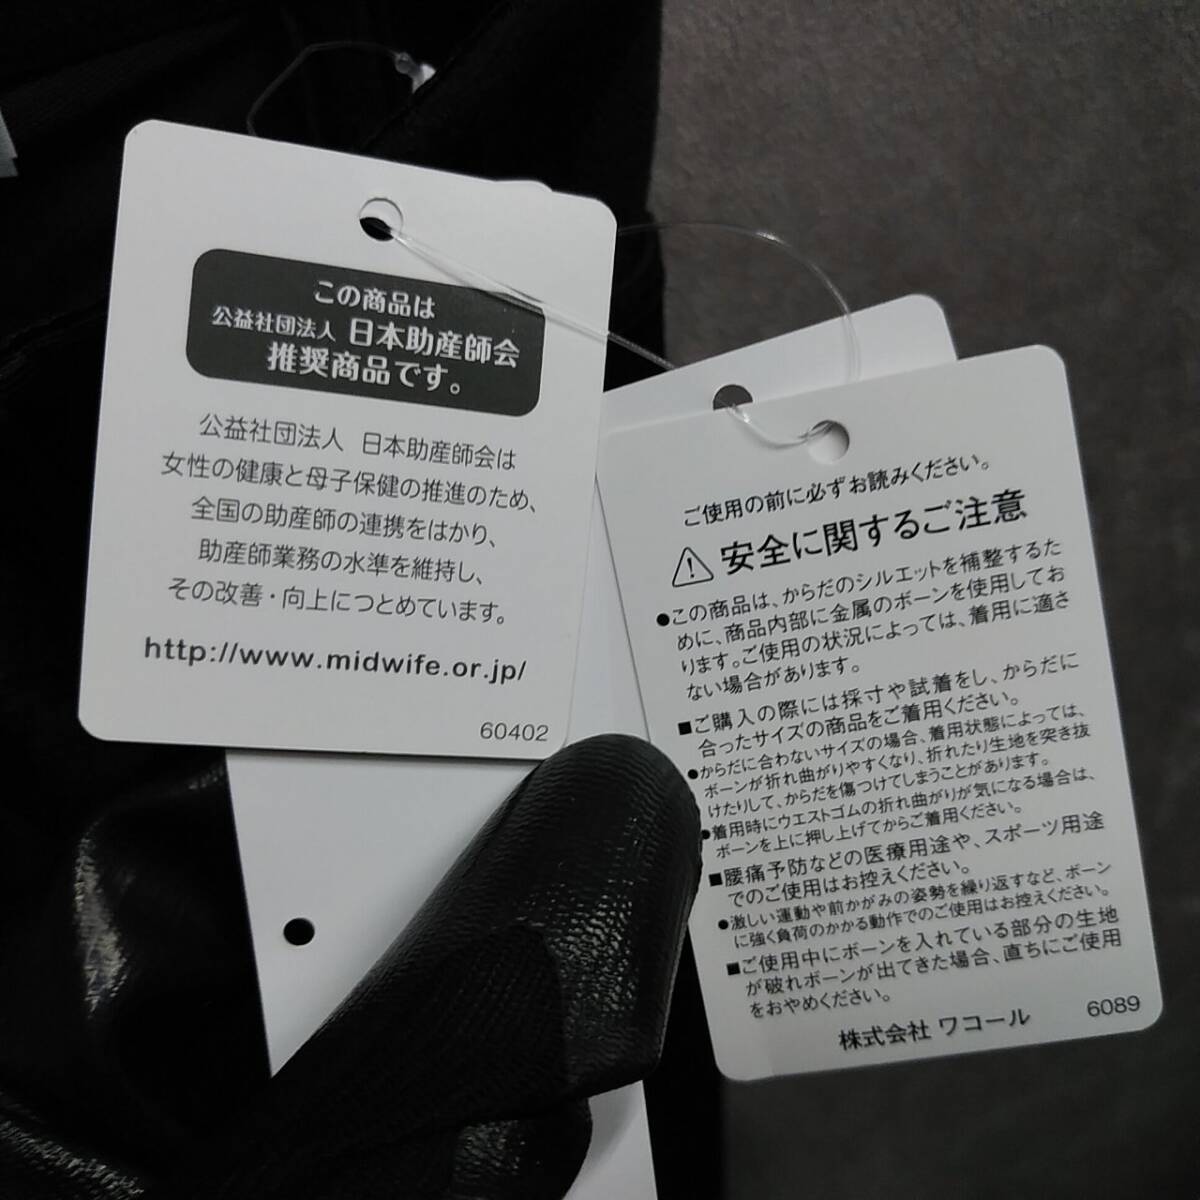 この商品は
公益社団法人 日本助産師会
推奨商品です。
公益社団法人 日本助産師会は
女性の健康と母子保健の推進のため、
全国の助産師の連携をはかり、
助産師業務の水準を維持し、
その改善・向上につとめています。
http://www.midwife.or.jp/
60402
ご使用の前に必ずお読みください。
安全に関するご注意
●この商品は、からだのシルエットを補整するた
めに、商品内部に金属のボーンを使用してお
ります。ご使用の状況によっては、着用に適さ
ない場合があります。
■ご購入の際には採寸や試着をし、からだに
合ったサイズの商品をご着用ください。
●からだに合わないサイズの場合、着用状態によっては、
ボーンが折れ曲がりやすくなり、折れたり生地を突き抜
けたりして、からだを傷つけてしまうことがあります。
●着用時にウエストゴムの折れ曲がりが気になる場合は、
ボーンを上に押し上げてからご着用ください。
■腰痛予防などの医療用途や、スポーツ用途
でのご使用はお控えください。
●激しい運動や前かがみの姿勢を繰り返すなど、ボーン
に強く負荷のかかる動作でのご使用はお控えください。
■ご使用中にボーンを入れている部分の生地
が破れボーンが出てきた場合、直ちにご使用
をおやめください。
株式会社 ワコール
6089